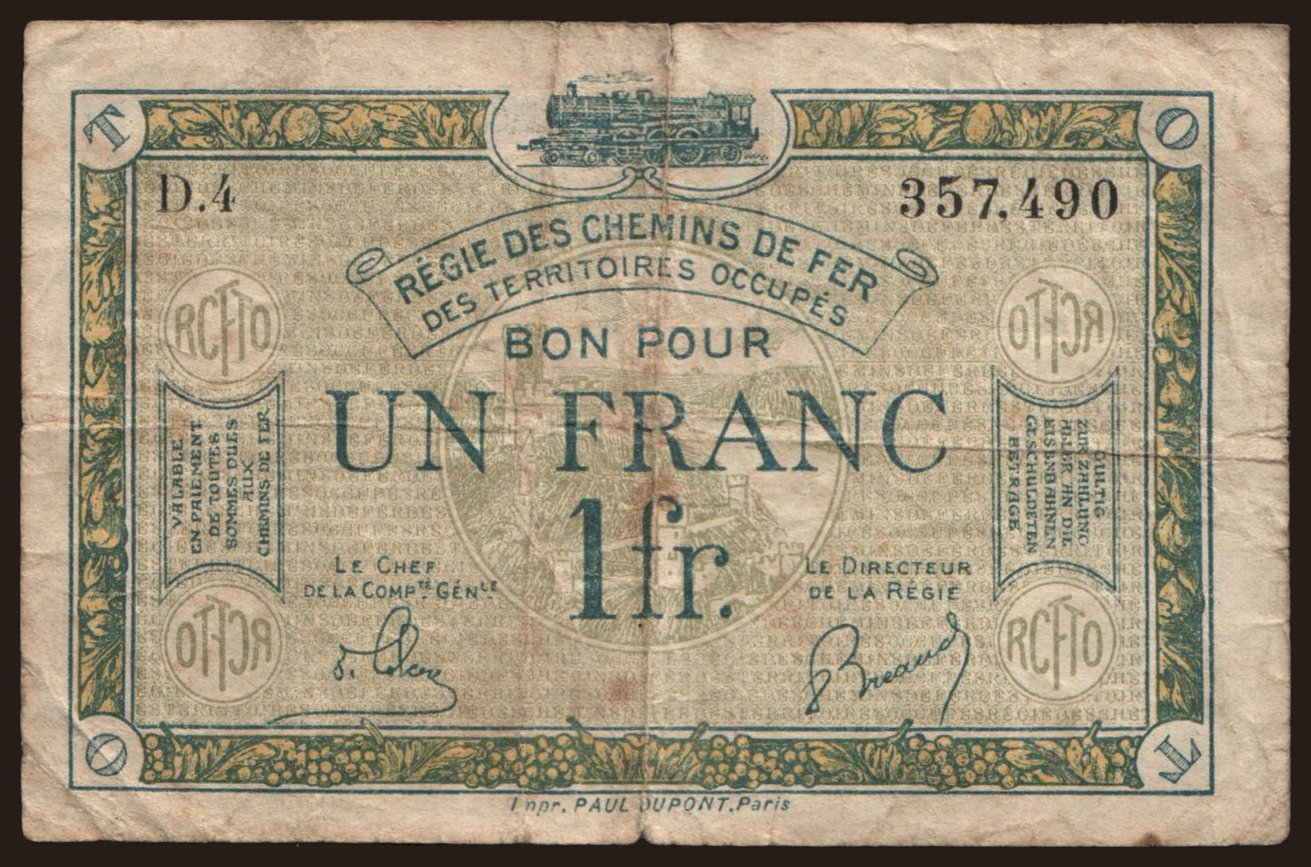 T
O
D.4
357,490
RÉGIE DES CHEMINS DE FER
DES TERRITOIRES OCCUPÉS
BON POUR
UN FRANC
1fr.
RCFTO
RCFTO
VALABLE
EN PAIEMENT
DE TOUTES
SOMMES DUES
AUX
CHEMINS DE FER
GÜLTIG
ZUR ZAHLUNG
ALLER AN DIE
EISENBAHNEN
GESCHULDETEN
BETRÄGE
LE CHEF
DE LA COMPTÉ. GÉNLE
LE DIRECTEUR
DE LA RÉGIE
RCFTO
RCFTO
O
T
Impr. PAUL DUPONT. Paris